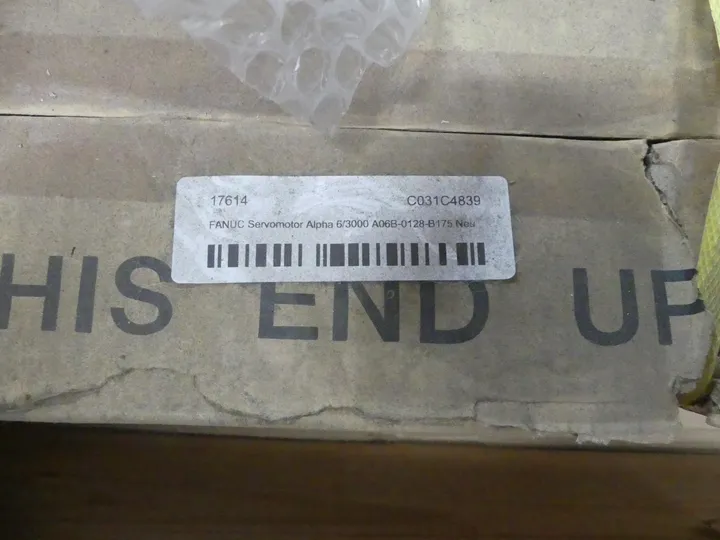 17614 C031C4839
FANUC Servomotor Alpha 6/3000 A06B-0128-B175 Neu
HIS END UP